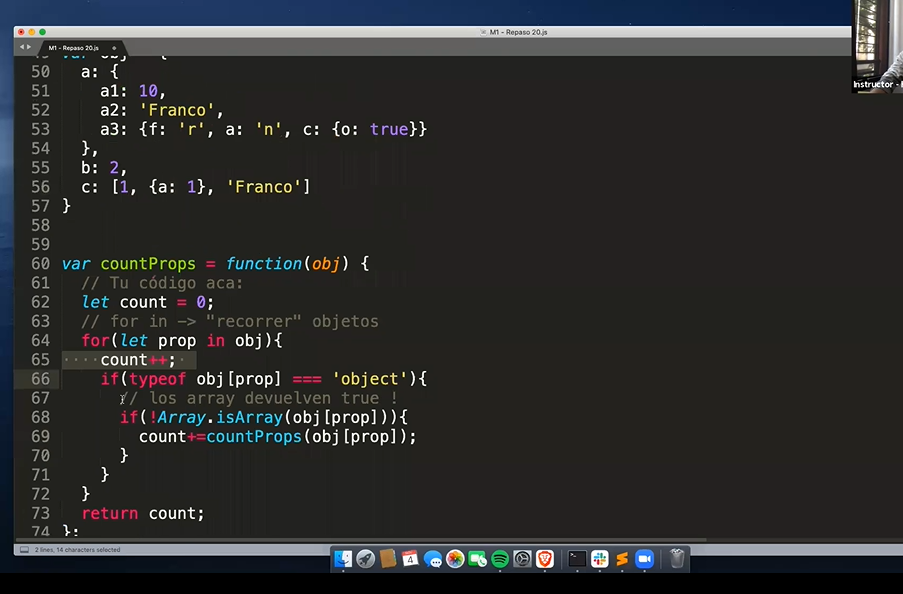 M1 - Repaso 20.js
M1 - Repaso 20.js
Instructor -
50 a: {
51 a1: 10,
52 a2: 'Franco',
53 a3: {f: 'r', a: 'n', c: {o: true}}
54 },
55 b: 2,
56 c: [1, {a: 1}, 'Franco']
57 }
58
59
60 var countProps = function(obj) {
61 // Tu código aca:
62 let count = 0;
63 // for in -> "recorrer" objetos
64 for(let prop in obj){
65 count++;
66 if(typeof obj[prop] === 'object'){
67 // los array devuelven true !
68 if(!Array.isArray(obj[prop])){
69 count+=countProps(obj[prop]);
70 }
71 }
72 }
73 return count;
74 };
2 lines, 14 characters selected
4